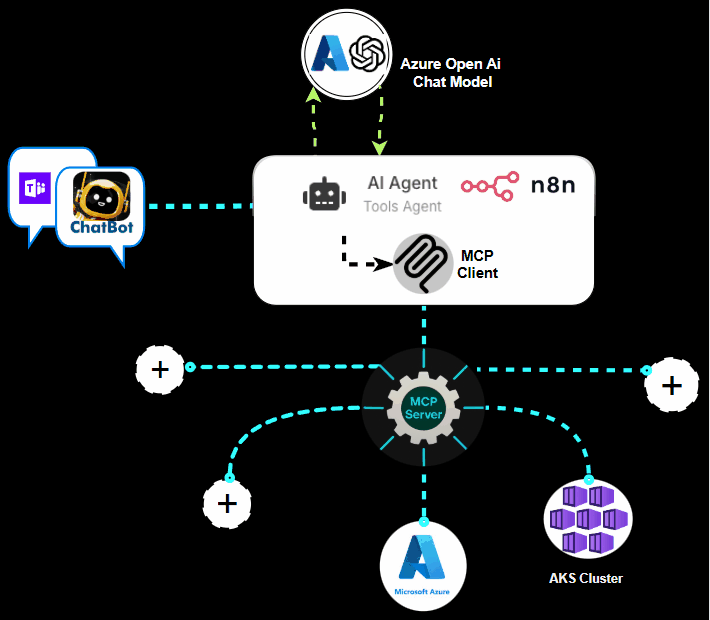 Azure Open Ai
Chat Model
AI Agent
Tools Agent
n8n
ChatBot
MCP
Client
MCP
Server
Microsoft Azure
AKS Cluster